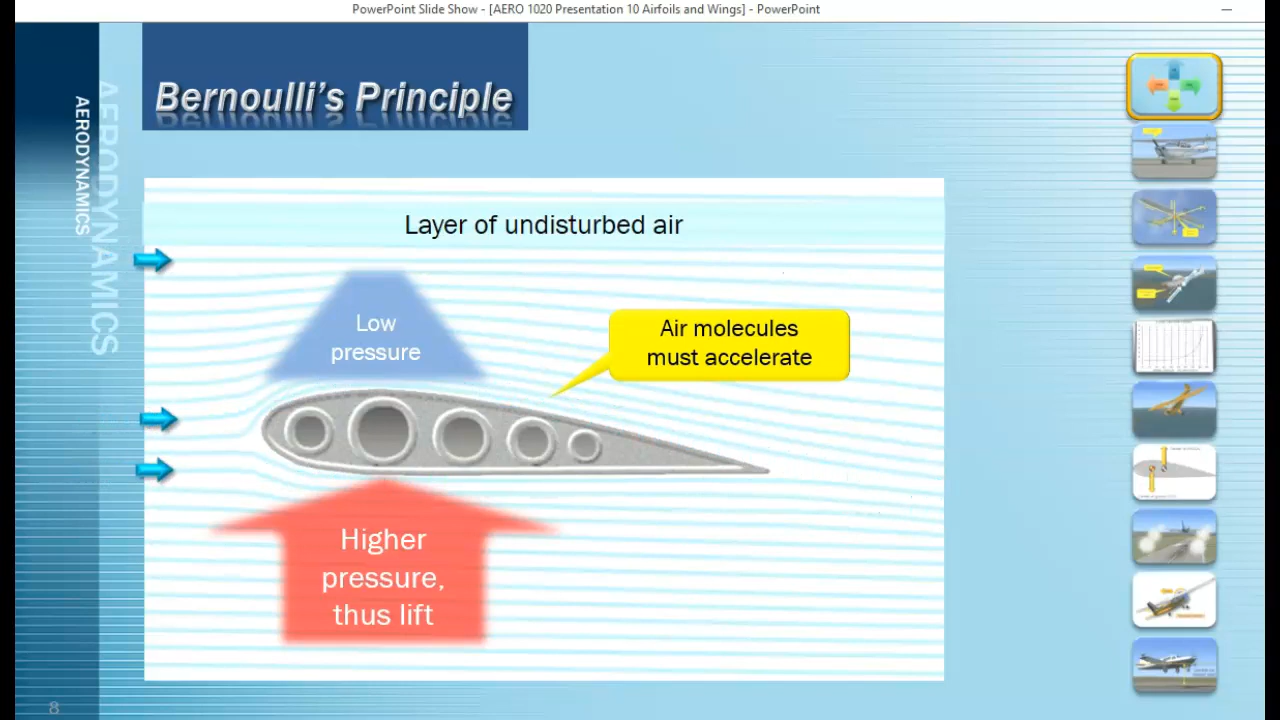 PowerPoint Slide Show - [AERO 1020 Presentation 10 Airfoils and Wings] - PowerPoint
Bernoulli's Principle
AERODYNAMICS
AERODYNAMICS
Layer of undisturbed air
Low
pressure
Air molecules
must accelerate
Higher
pressure,
thus lift
8